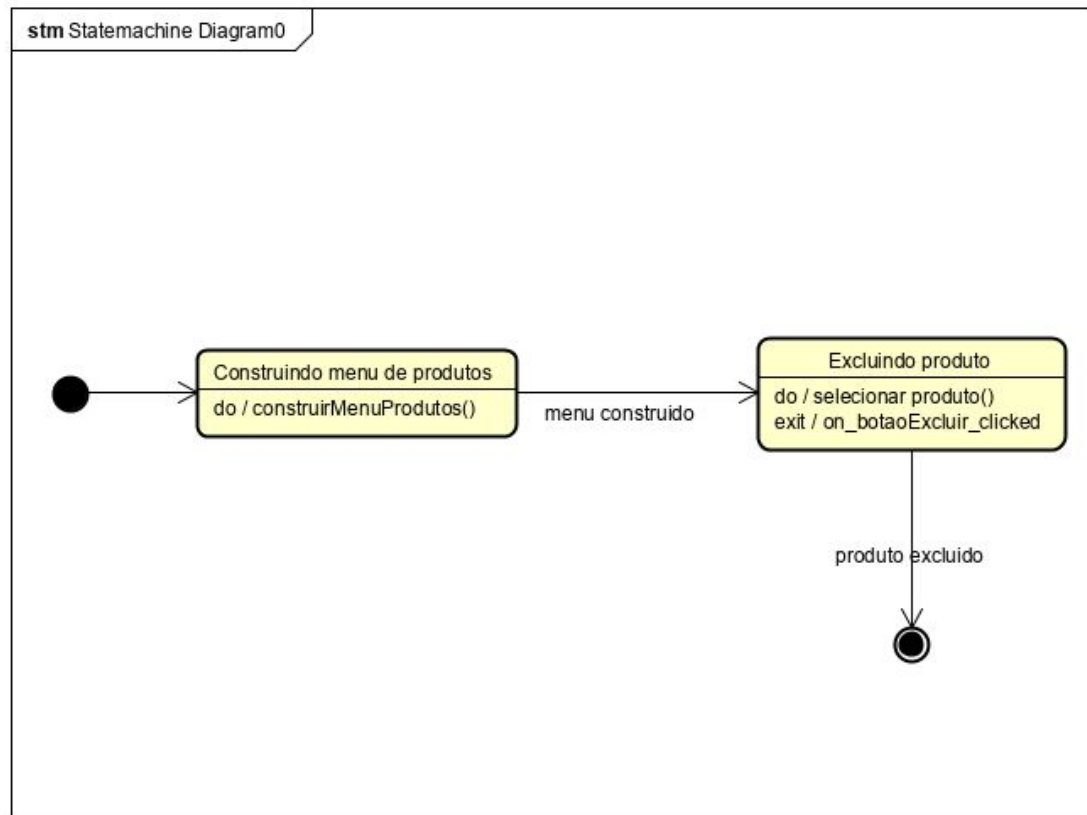 stm Statemachine Diagram0
Construindo menu de produtos
do / construirMenuProdutos()
menu construido
Excluindo produto
do / selecionar produto()
exit / on_botaoExcluir_clicked
produto excluido